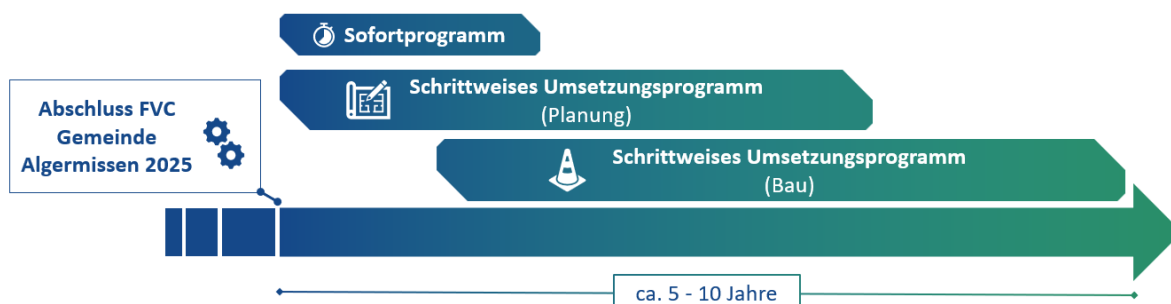 Sofortprogramm
Schrittweises Umsetzungsprogramm
(Planung)
Abschluss FVC
Gemeinde
Algermissen 2025
Schrittweises Umsetzungsprogramm
(Bau)
ca. 5 - 10 Jahre